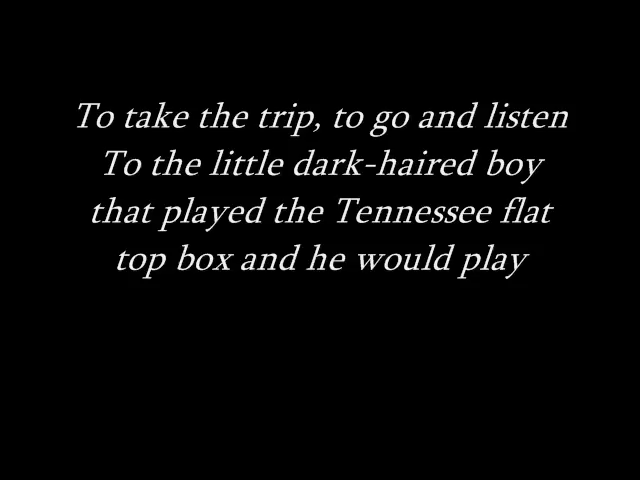 To take the trip, to go and listen
To the little dark-haired boy
that played the Tennessee flat
top box and he would play